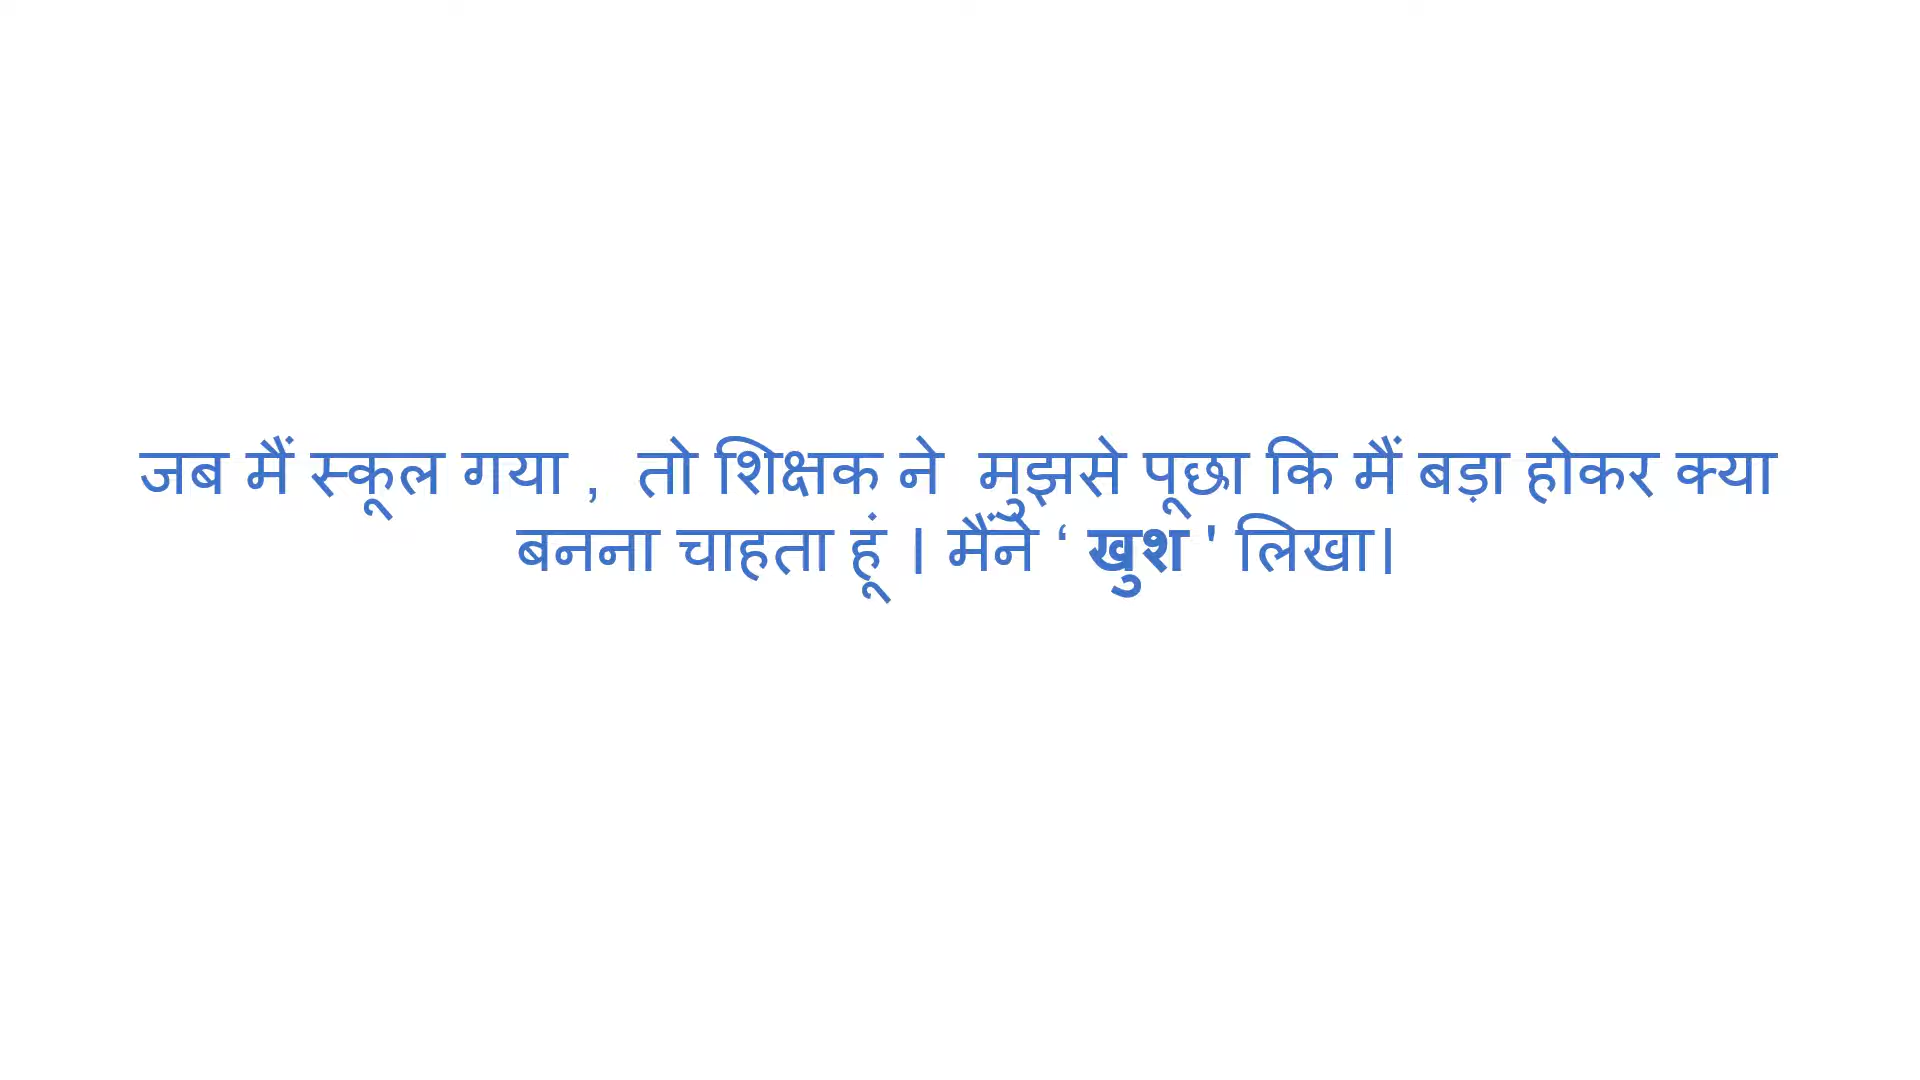 जब मैं स्कूल गया ,  तो शिक्षक ने  मुझसे पूछा कि मैं बड़ा होकर क्या
बनना चाहता हूं । मैंने ‘ खुश ' लिखा।